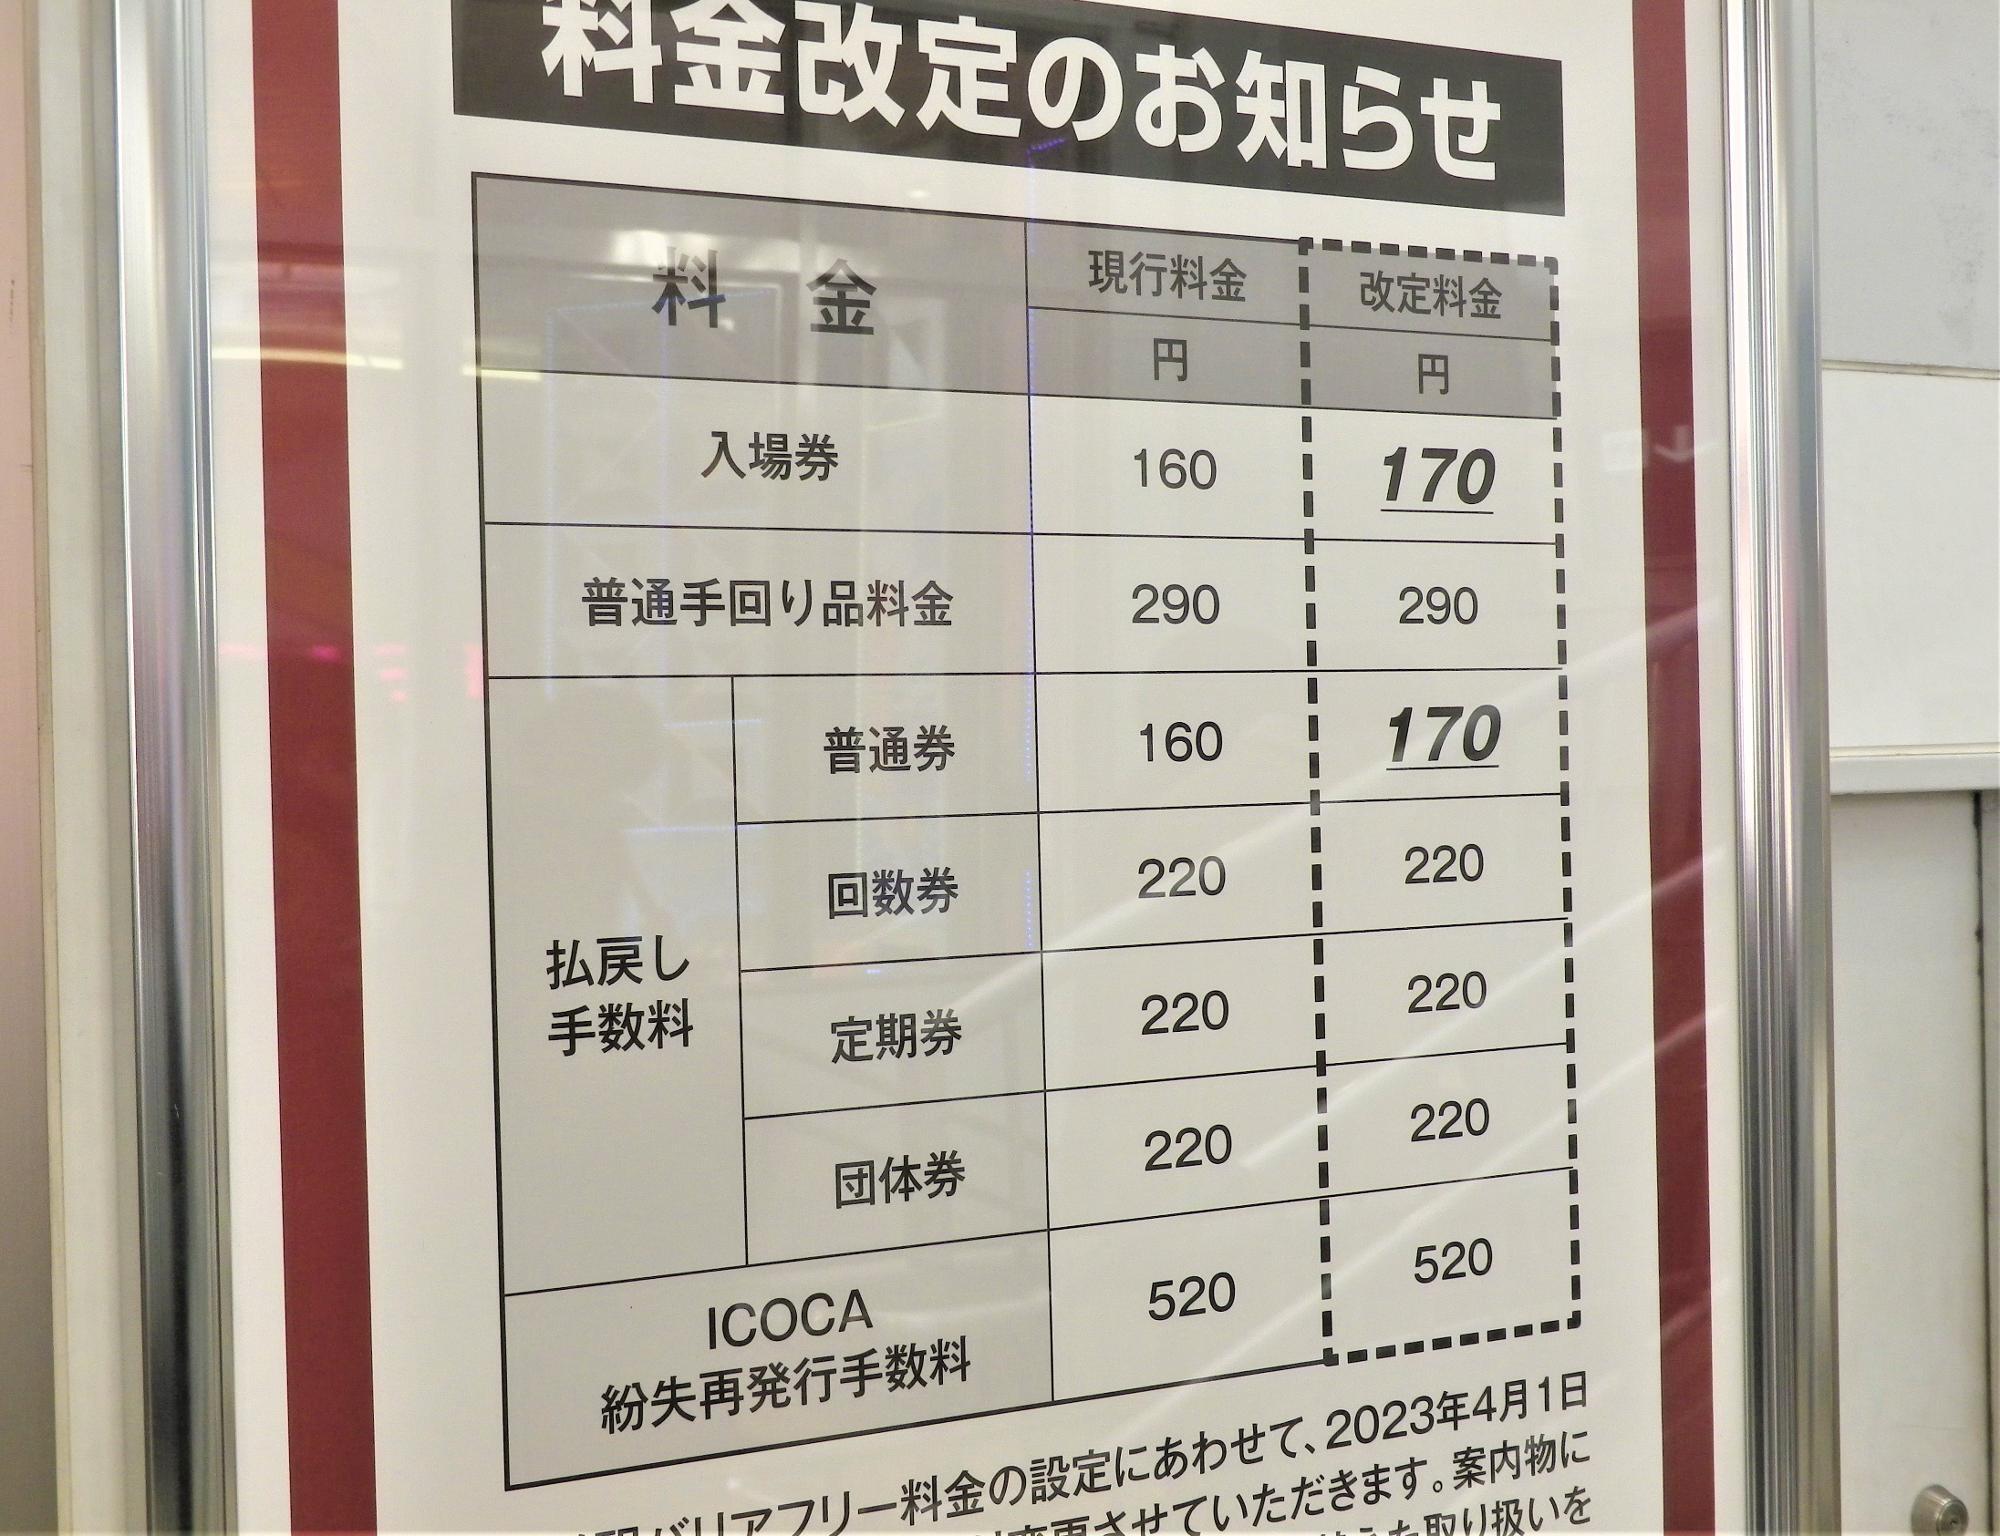 料金改定のお知らせ
料 金 現行料金 改定料金
円 円
入場券 160 170
普通手回り品料金 290 290
払戻し
手数料
普通券 160 170
回数券 220 220
定期券 220 220
団体券 220 220
ICOCA
紛失再発行手数料
520 520
駅バリアフリー料金の設定にあわせて、2023年4月1日
変更させていただきます。案内物に
取り扱いを